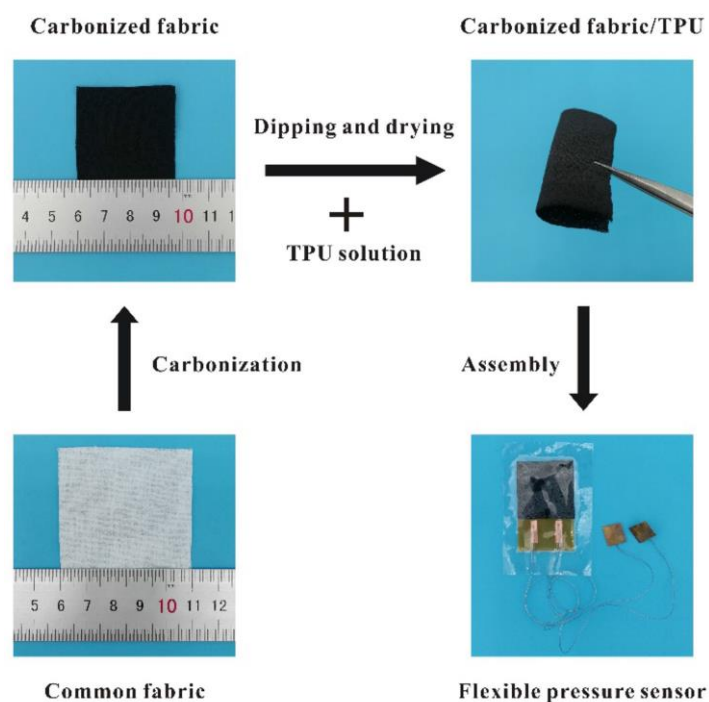 Carbonized fabric
Carbonized fabric/TPU
Dipping and drying
TPU solution
4 5 6 7 8 9 10 11 1
Carbonization
Assembly
5 6 7 8 9 10 11 12
Common fabric
Flexible pressure sensor